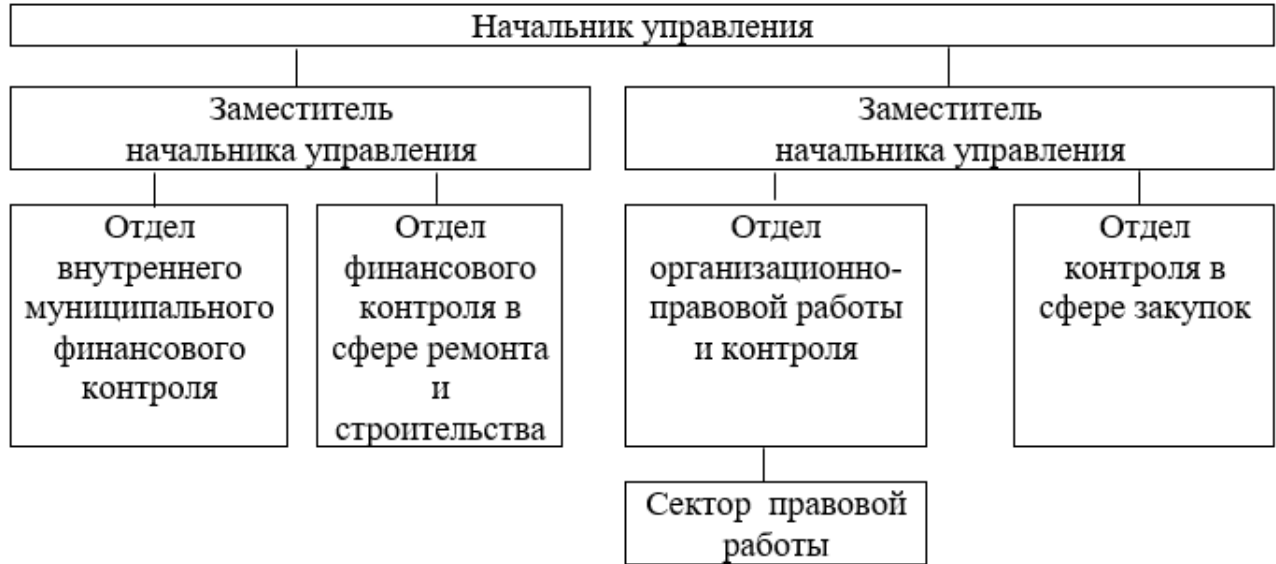 Начальник управления
Заместитель
начальника управления
Заместитель
начальника управления
Отдел
внутреннего
муниципального
финансового
контроля
Отдел
финансового
контроля в
сфере ремонта
и
строительства
Отдел
организационно-
правовой работы
и контроля
Отдел
контроля в
сфере закупок
Сектор правовой
работы